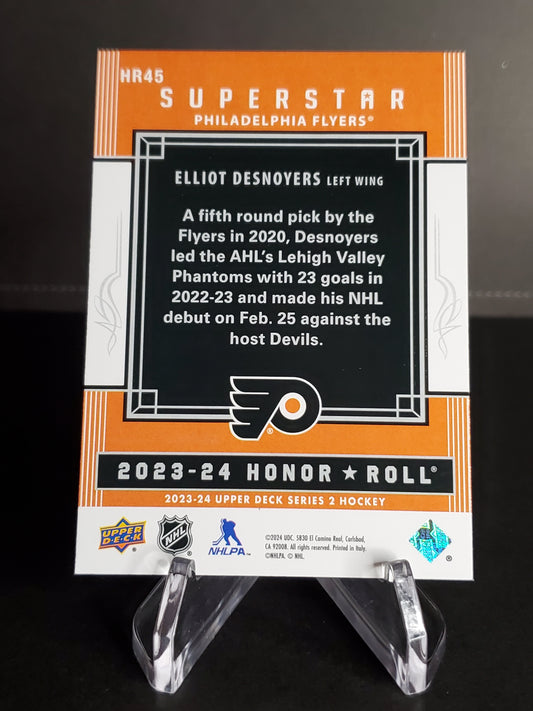 HR45
SUPERSTAR
PHILADELPHIA FLYERS®
ELLIOT DESNOYERS LEFT WING
A fifth round pick by the
Flyers in 2020, Desnoyers
led the AHL's Lehigh Valley
Phantoms with 23 goals in
2022-23 and made his NHL
debut on Feb. 25 against the
host Devils.
2023-24 HONOR ★ ROLL®
2023-24 UPPER DECK SERIES 2 HOCKEY
UPPER DECK
NHL
NHLPA
©2024 UDC. 5830 El Camino Real, Carlsbad,
CA 92008. All rights reserved. Printed in Italy.
©NHLPA. © NHL.